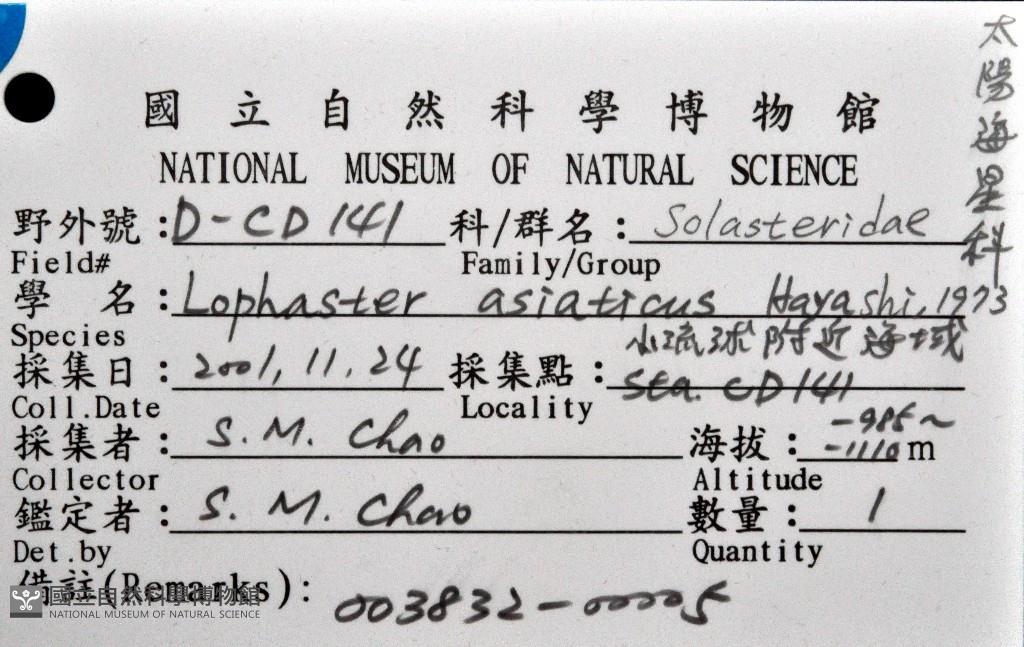 國立自然科學博物館
NATIONAL MUSEUM OF NATURAL SCIENCE
太陽海星科
野外號：D-CD141 科/群名：Solasteridae
Field# Family/Group
學 名：Lophaster asiaticus Hayashi, 1973
Species
小琉球附近海域
採集日：2001, 11, 24 採集點：Sta. CD141
Coll.Date Locality
-985~
採集者：S. M. Chao 海拔：-1110 m
Collector Altitude
鑑定者：S. M. Chao 數量：1
Det.by Quantity
備註(Remarks)： 003832-00005
國立自然科學博物館
NATIONAL MUSEUM OF NATURAL SCIENCE